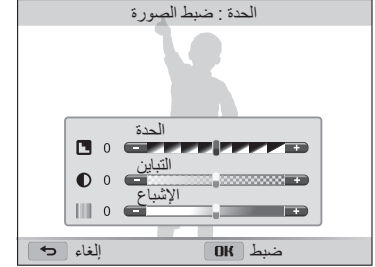 الحدة : ضبط الصورة
الحدة
0
التباين
0
الإشباع
0
ضبط OK إلغاء